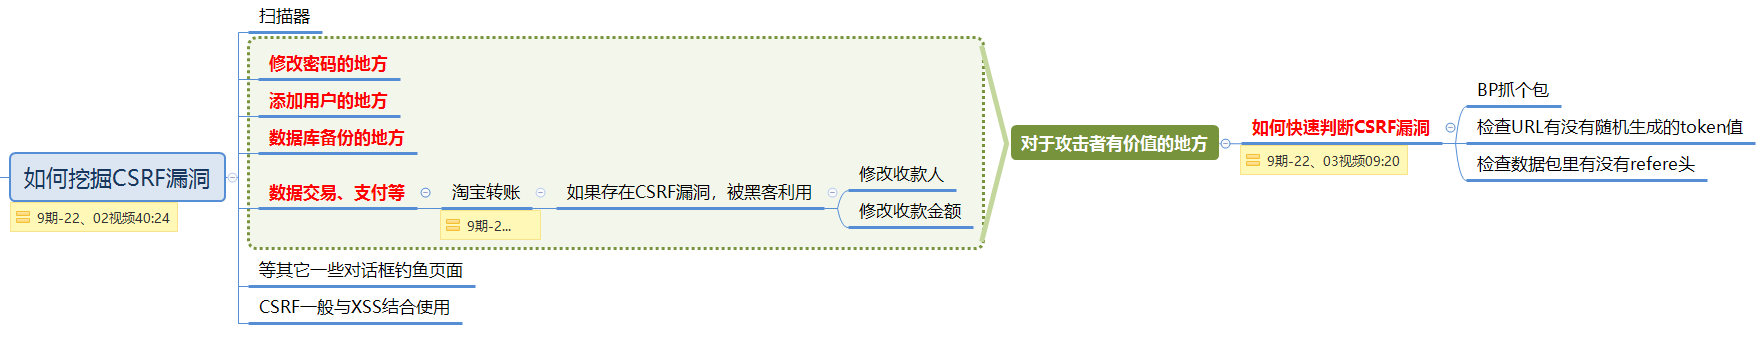 如何挖掘CSRF漏洞
9期-22、02视频40:24
扫描器
修改密码的地方
添加用户的地方
数据库备份的地方
数据交易、支付等
淘宝转账
9期-2...
如果存在CSRF漏洞，被黑客利用
修改收款人
修改收款金额
等其它一些对话框钓鱼页面
CSRF一般与XSS结合使用
对于攻击者有价值的地方
如何快速判断CSRF漏洞
9期-22、03视频09:20
BP抓个包
检查URL有没有随机生成的token值
检查数据包里有没有refere头